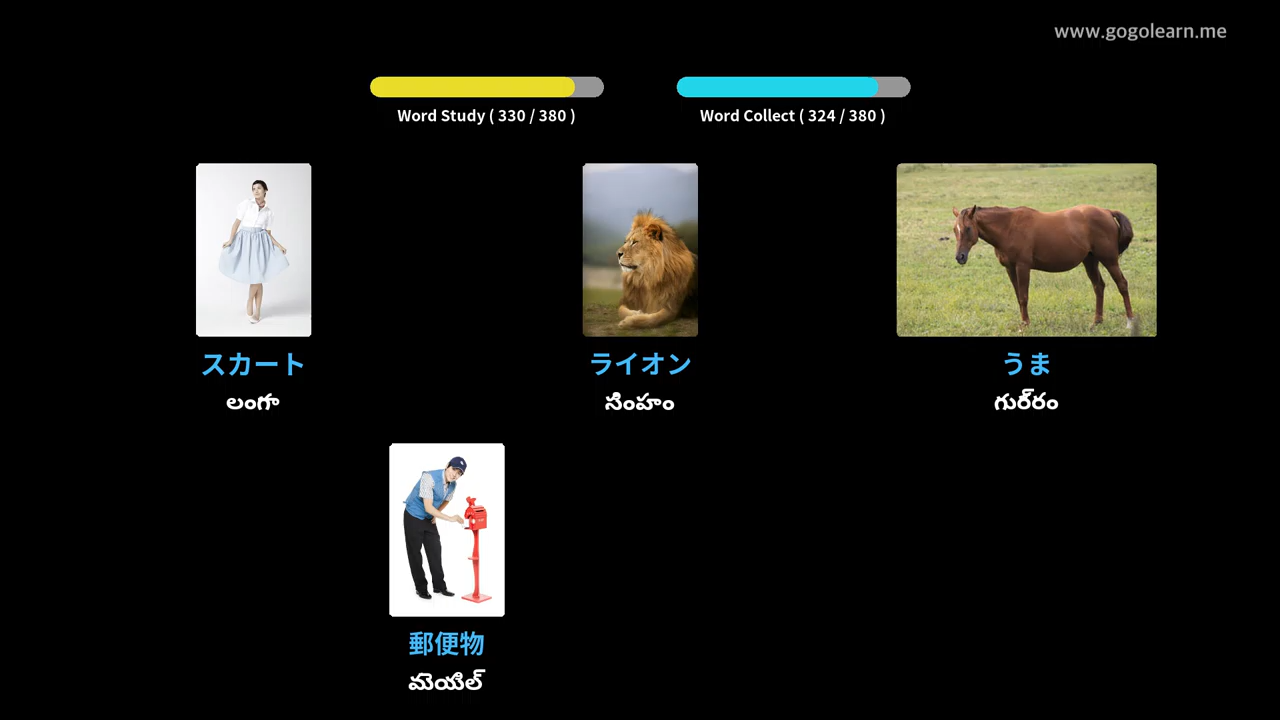 www.gogolearn.me
Word Study ( 330 / 380 )
Word Collect ( 324 / 380 )
スカート
ライオン
うま
లంగా
సింహం
గుర్రం
郵便物
మెయిల్